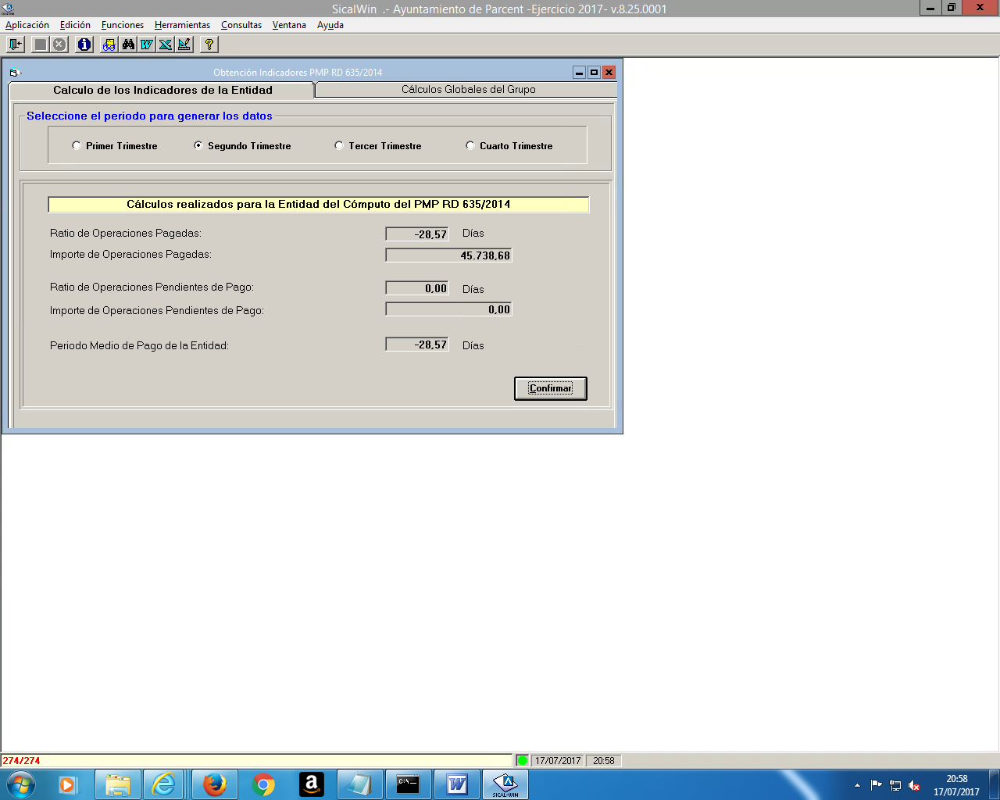 SicalWin .- Ayuntamiento de Parcent -Ejercicio 2017- v.8.25.0001
Aplicación Edición Funciones Herramientas Consultas Ventana Ayuda
Obtención Indicadores PMP RD 635/2014
Calculo de los Indicadores de la Entidad Cálculos Globales del Grupo
Seleccione el periodo para generar los datos
Primer Trimestre Segundo Trimestre Tercer Trimestre Cuarto Trimestre
Cálculos realizados para la Entidad del Cómputo del PMP RD 635/2014
Ratio de Operaciones Pagadas: -28,57 Días
Importe de Operaciones Pagadas: 45.738,68
Ratio de Operaciones Pendientes de Pago: 0,00 Días
Importe de Operaciones Pendientes de Pago: 0,00
Periodo Medio de Pago de la Entidad: -28,57 Días
Confirmar
274/274 17/07/2017 20:58
C:\_
SICAL-WIN
20:58
17/07/2017